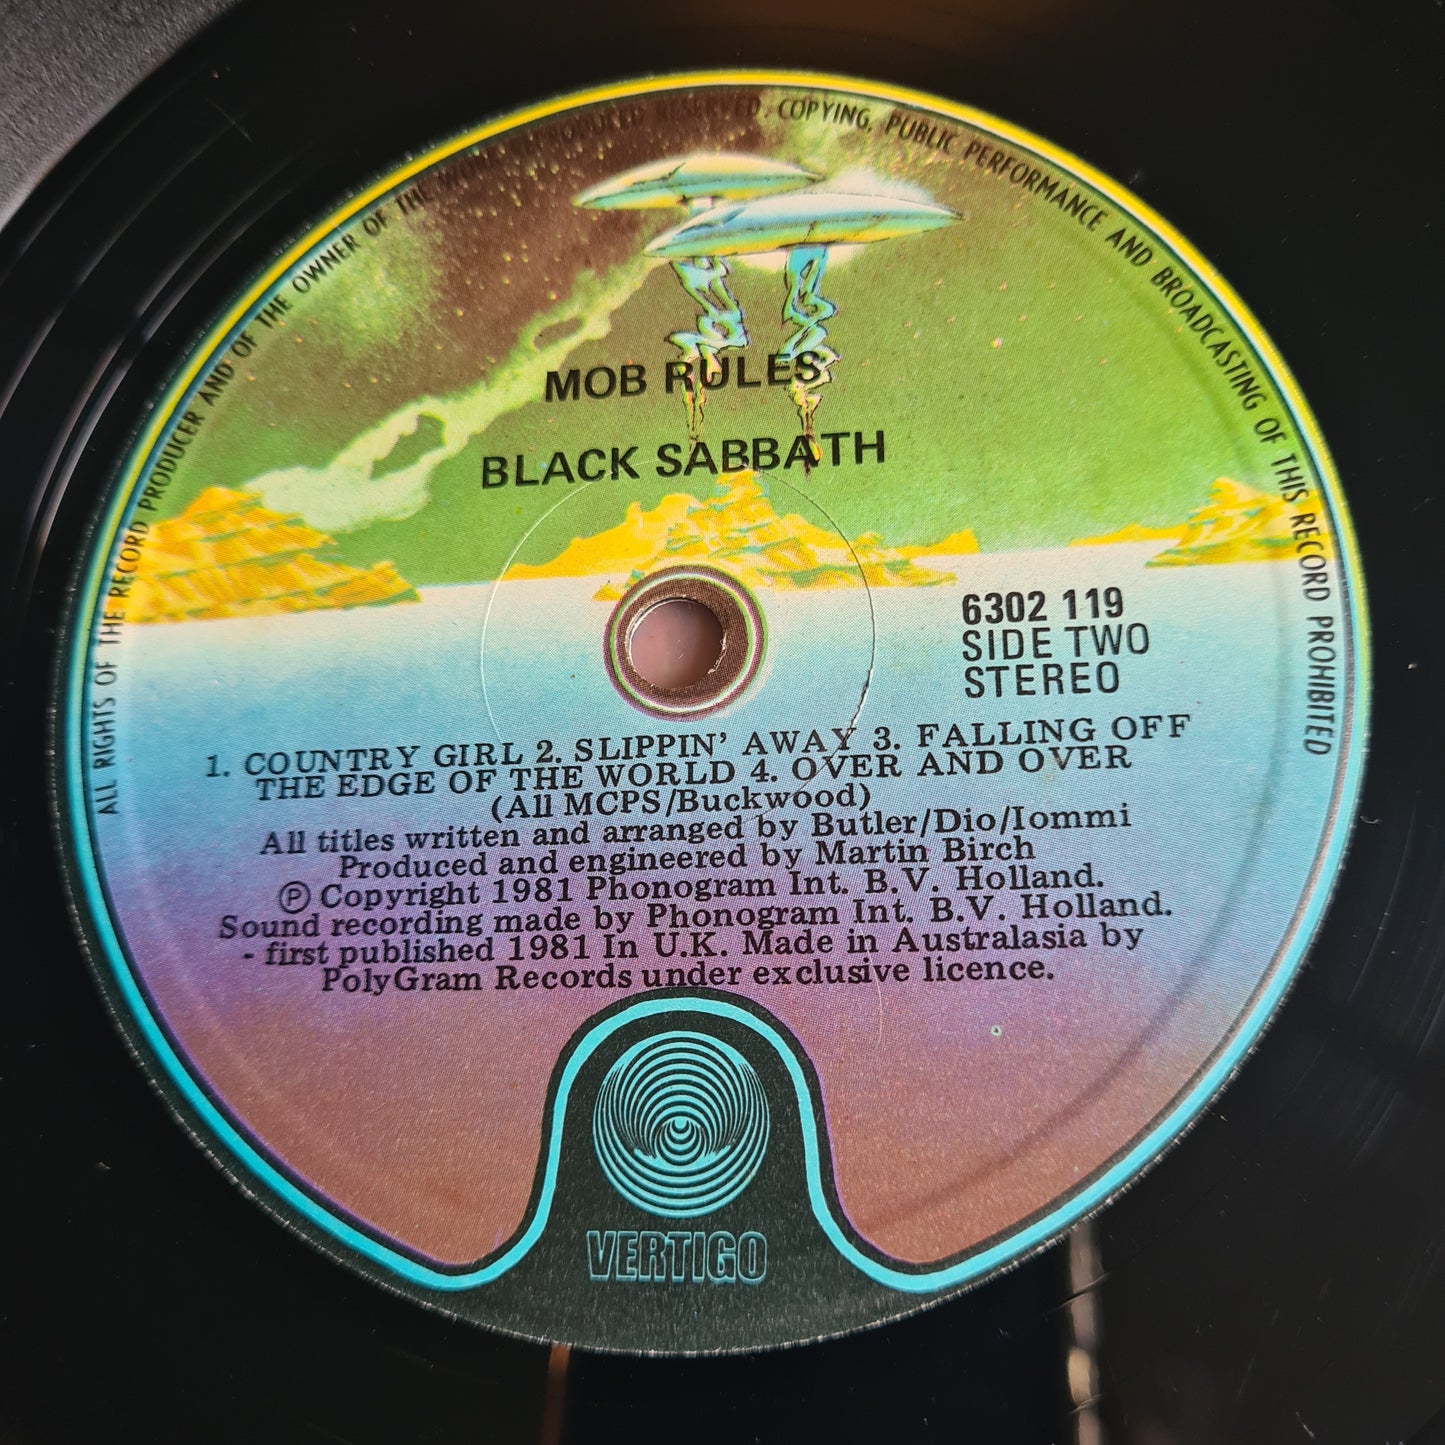 ALL RIGHTS OF THE RECORD PRODUCER AND OF THE OWNER OF THE RESERVED. COPYING, PUBLIC PERFORMANCE AND BROADCASTING OF THIS RECORD PROHIBITED
MOB RULES
BLACK SABBATH
6302 119
SIDE TWO
STEREO
1. COUNTRY GIRL 2. SLIPPIN' AWAY 3. FALLING OFF
THE EDGE OF THE WORLD 4. OVER AND OVER
(All MCPS/Buckwood)
All titles written and arranged by Butler/Dio/Iommi
Produced and engineered by Martin Birch
Ⓟ Copyright 1981 Phonogram Int. B.V. Holland.
Sound recording made by Phonogram Int. B.V. Holland.
- first published 1981 In U.K. Made in Australasia by
PolyGram Records under exclusive licence.
VERTIGO